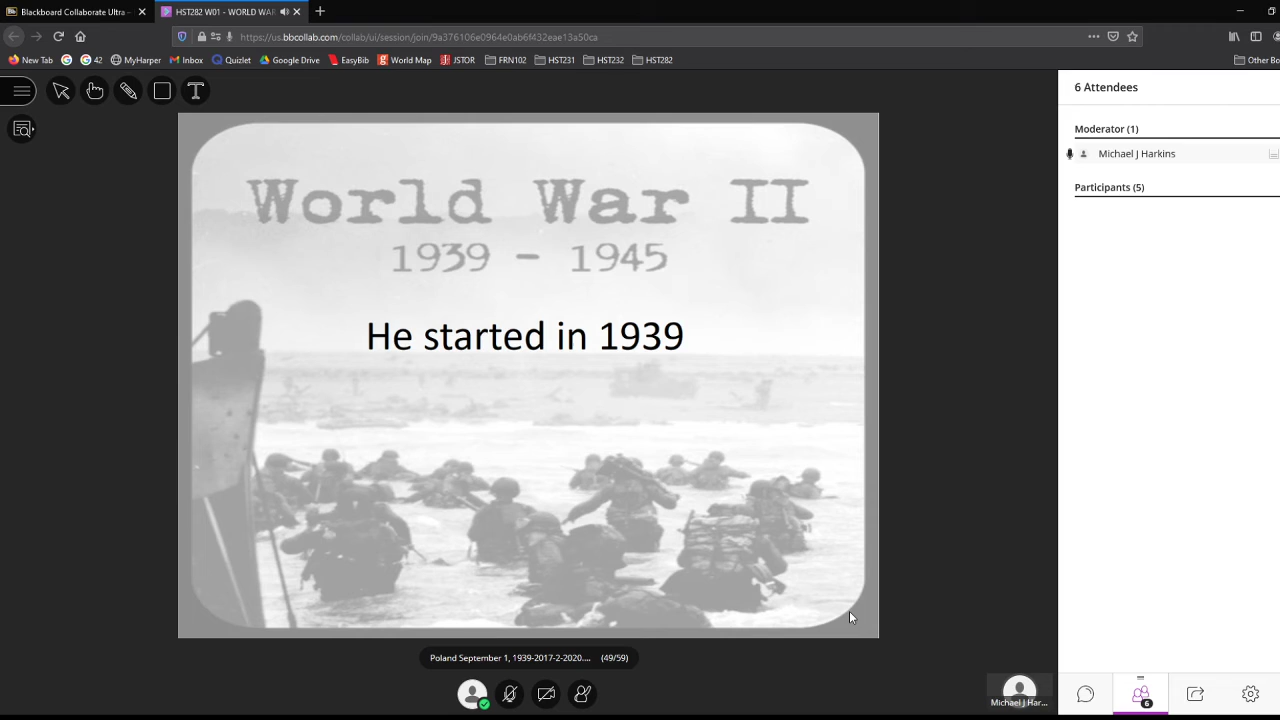 Blackboard Collaborate Ultra –
HST282 W01 - WORLD WAR
https://us.bbcollab.com/collab/ui/session/join/9a376106e0964e0ab6f432eae13a50ca
New Tab
G
42
MyHarper
Inbox
Quizlet
Google Drive
EasyBib
World Map
JSTOR
FRN102
HST231
HST232
HST282
Other Bo
6 Attendees
Moderator (1)
Michael J Harkins
Participants (5)
World War II
1939 - 1945
He started in 1939
Poland September 1, 1939-2017-2-2020.... (49/59)
Michael J Har...
6